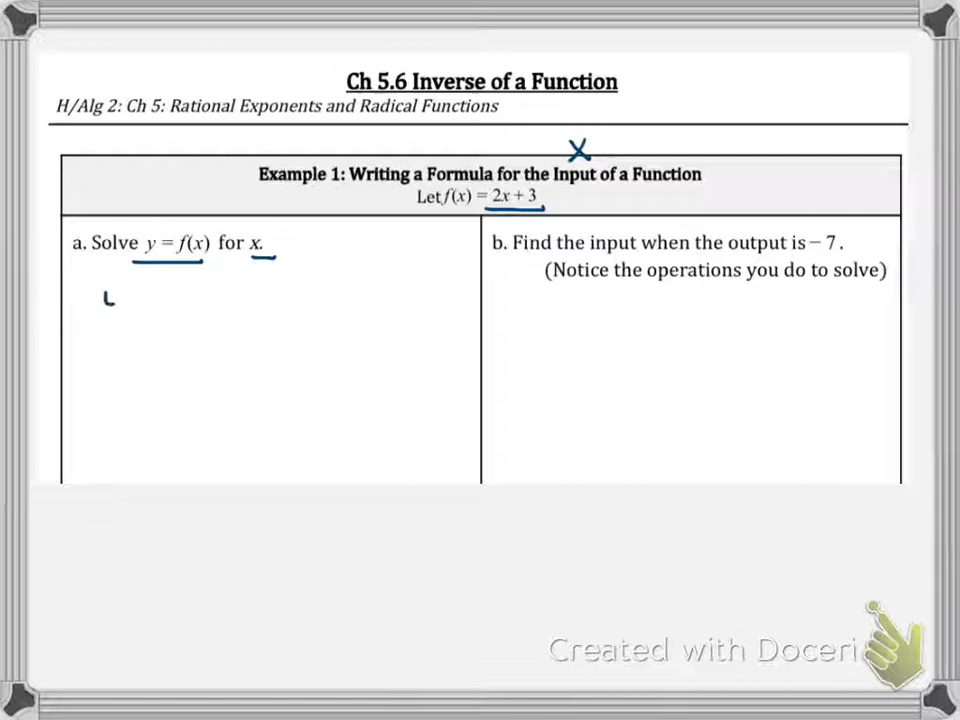 Ch 5.6 Inverse of a Function
H/Alg 2: Ch 5: Rational Exponents and Radical Functions
x
Example 1: Writing a Formula for the Input of a Function
Let f(x) = 2x + 3
a. Solve y = f(x) for x.
b. Find the input when the output is – 7.
(Notice the operations you do to solve)
Created with Doceri